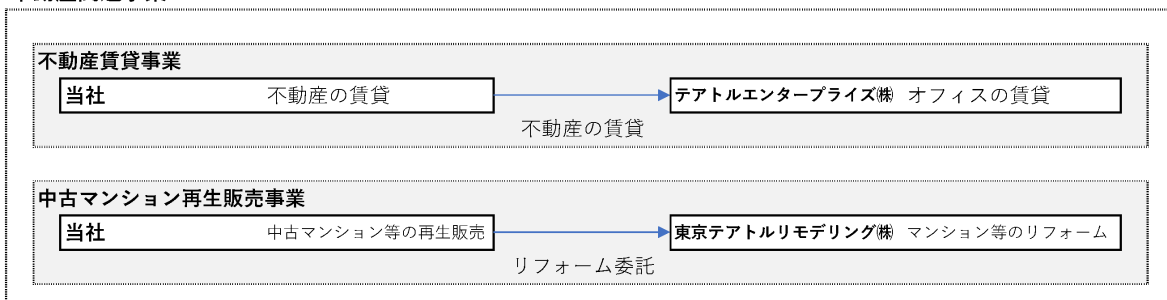 不動産賃貸事業
当社 不動産の賃貸 テアトルエンタープライズ㈱ オフィスの賃貸
不動産の賃貸
中古マンション再生販売事業
当社 中古マンション等の再生販売 東京テアトルリモデリング㈱ マンション等のリフォーム
リフォーム委託